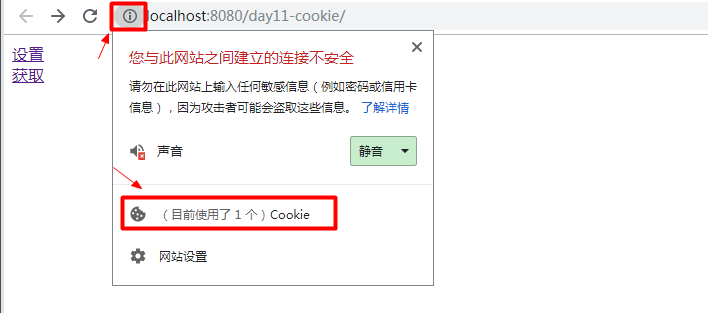 localhost:8080/day11-cookie/
设置
获取
您与此网站之间建立的连接不安全
请勿在此网站上输入任何敏感信息（例如密码或信用卡
信息），因为攻击者可能会盗取这些信息。 了解详情
声音 静音
（目前使用了 1 个）Cookie
网站设置